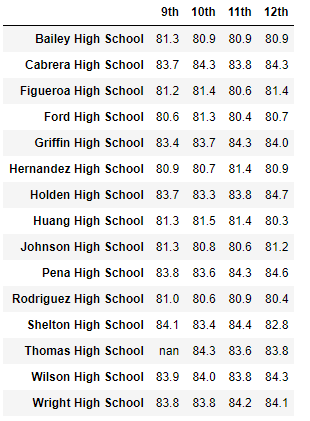 9th 10th 11th 12th
Bailey High School 81.3 80.9 80.9 80.9
Cabrera High School 83.7 84.3 83.8 84.3
Figueroa High School 81.2 81.4 80.6 81.4
Ford High School 80.6 81.3 80.4 80.7
Griffin High School 83.4 83.7 84.3 84.0
Hernandez High School 80.9 80.7 81.4 80.9
Holden High School 83.7 83.3 83.8 84.7
Huang High School 81.3 81.5 81.4 80.3
Johnson High School 81.3 80.8 80.6 81.2
Pena High School 83.8 83.6 84.3 84.6
Rodriguez High School 81.0 80.6 80.9 80.4
Shelton High School 84.1 83.4 84.4 82.8
Thomas High School nan 84.3 83.6 83.8
Wilson High School 83.9 84.0 83.8 84.3
Wright High School 83.8 83.8 84.2 84.1